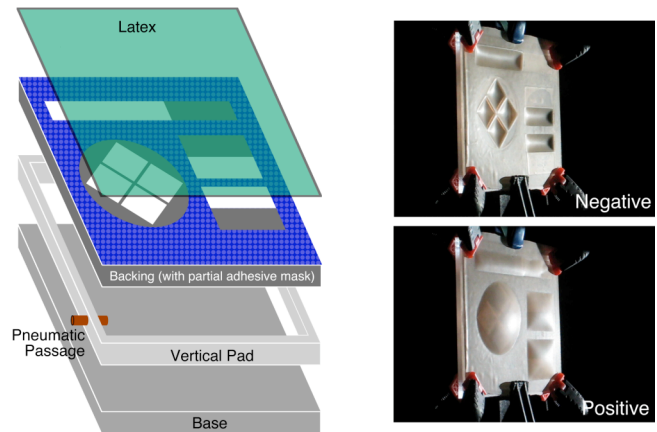 Latex
Backing (with partial adhesive mask)
Pneumatic
Passage
Vertical Pad
Base
Negative
Positive